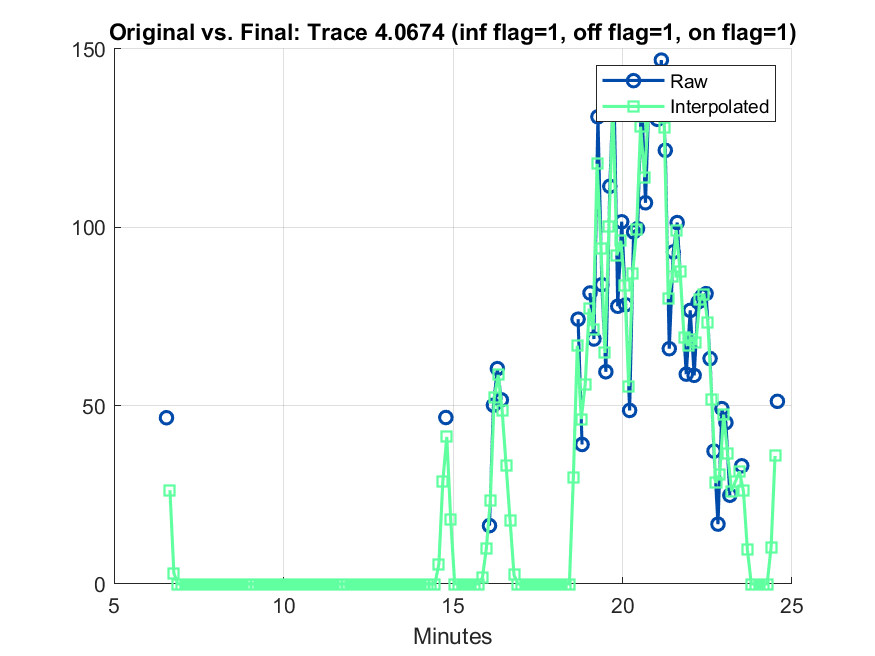 Original vs. Final: Trace 4.0674 (inf flag=1, off flag=1, on flag=1)
150
Raw
Interpolated
100
50
0
5
10
15
20
25
Minutes